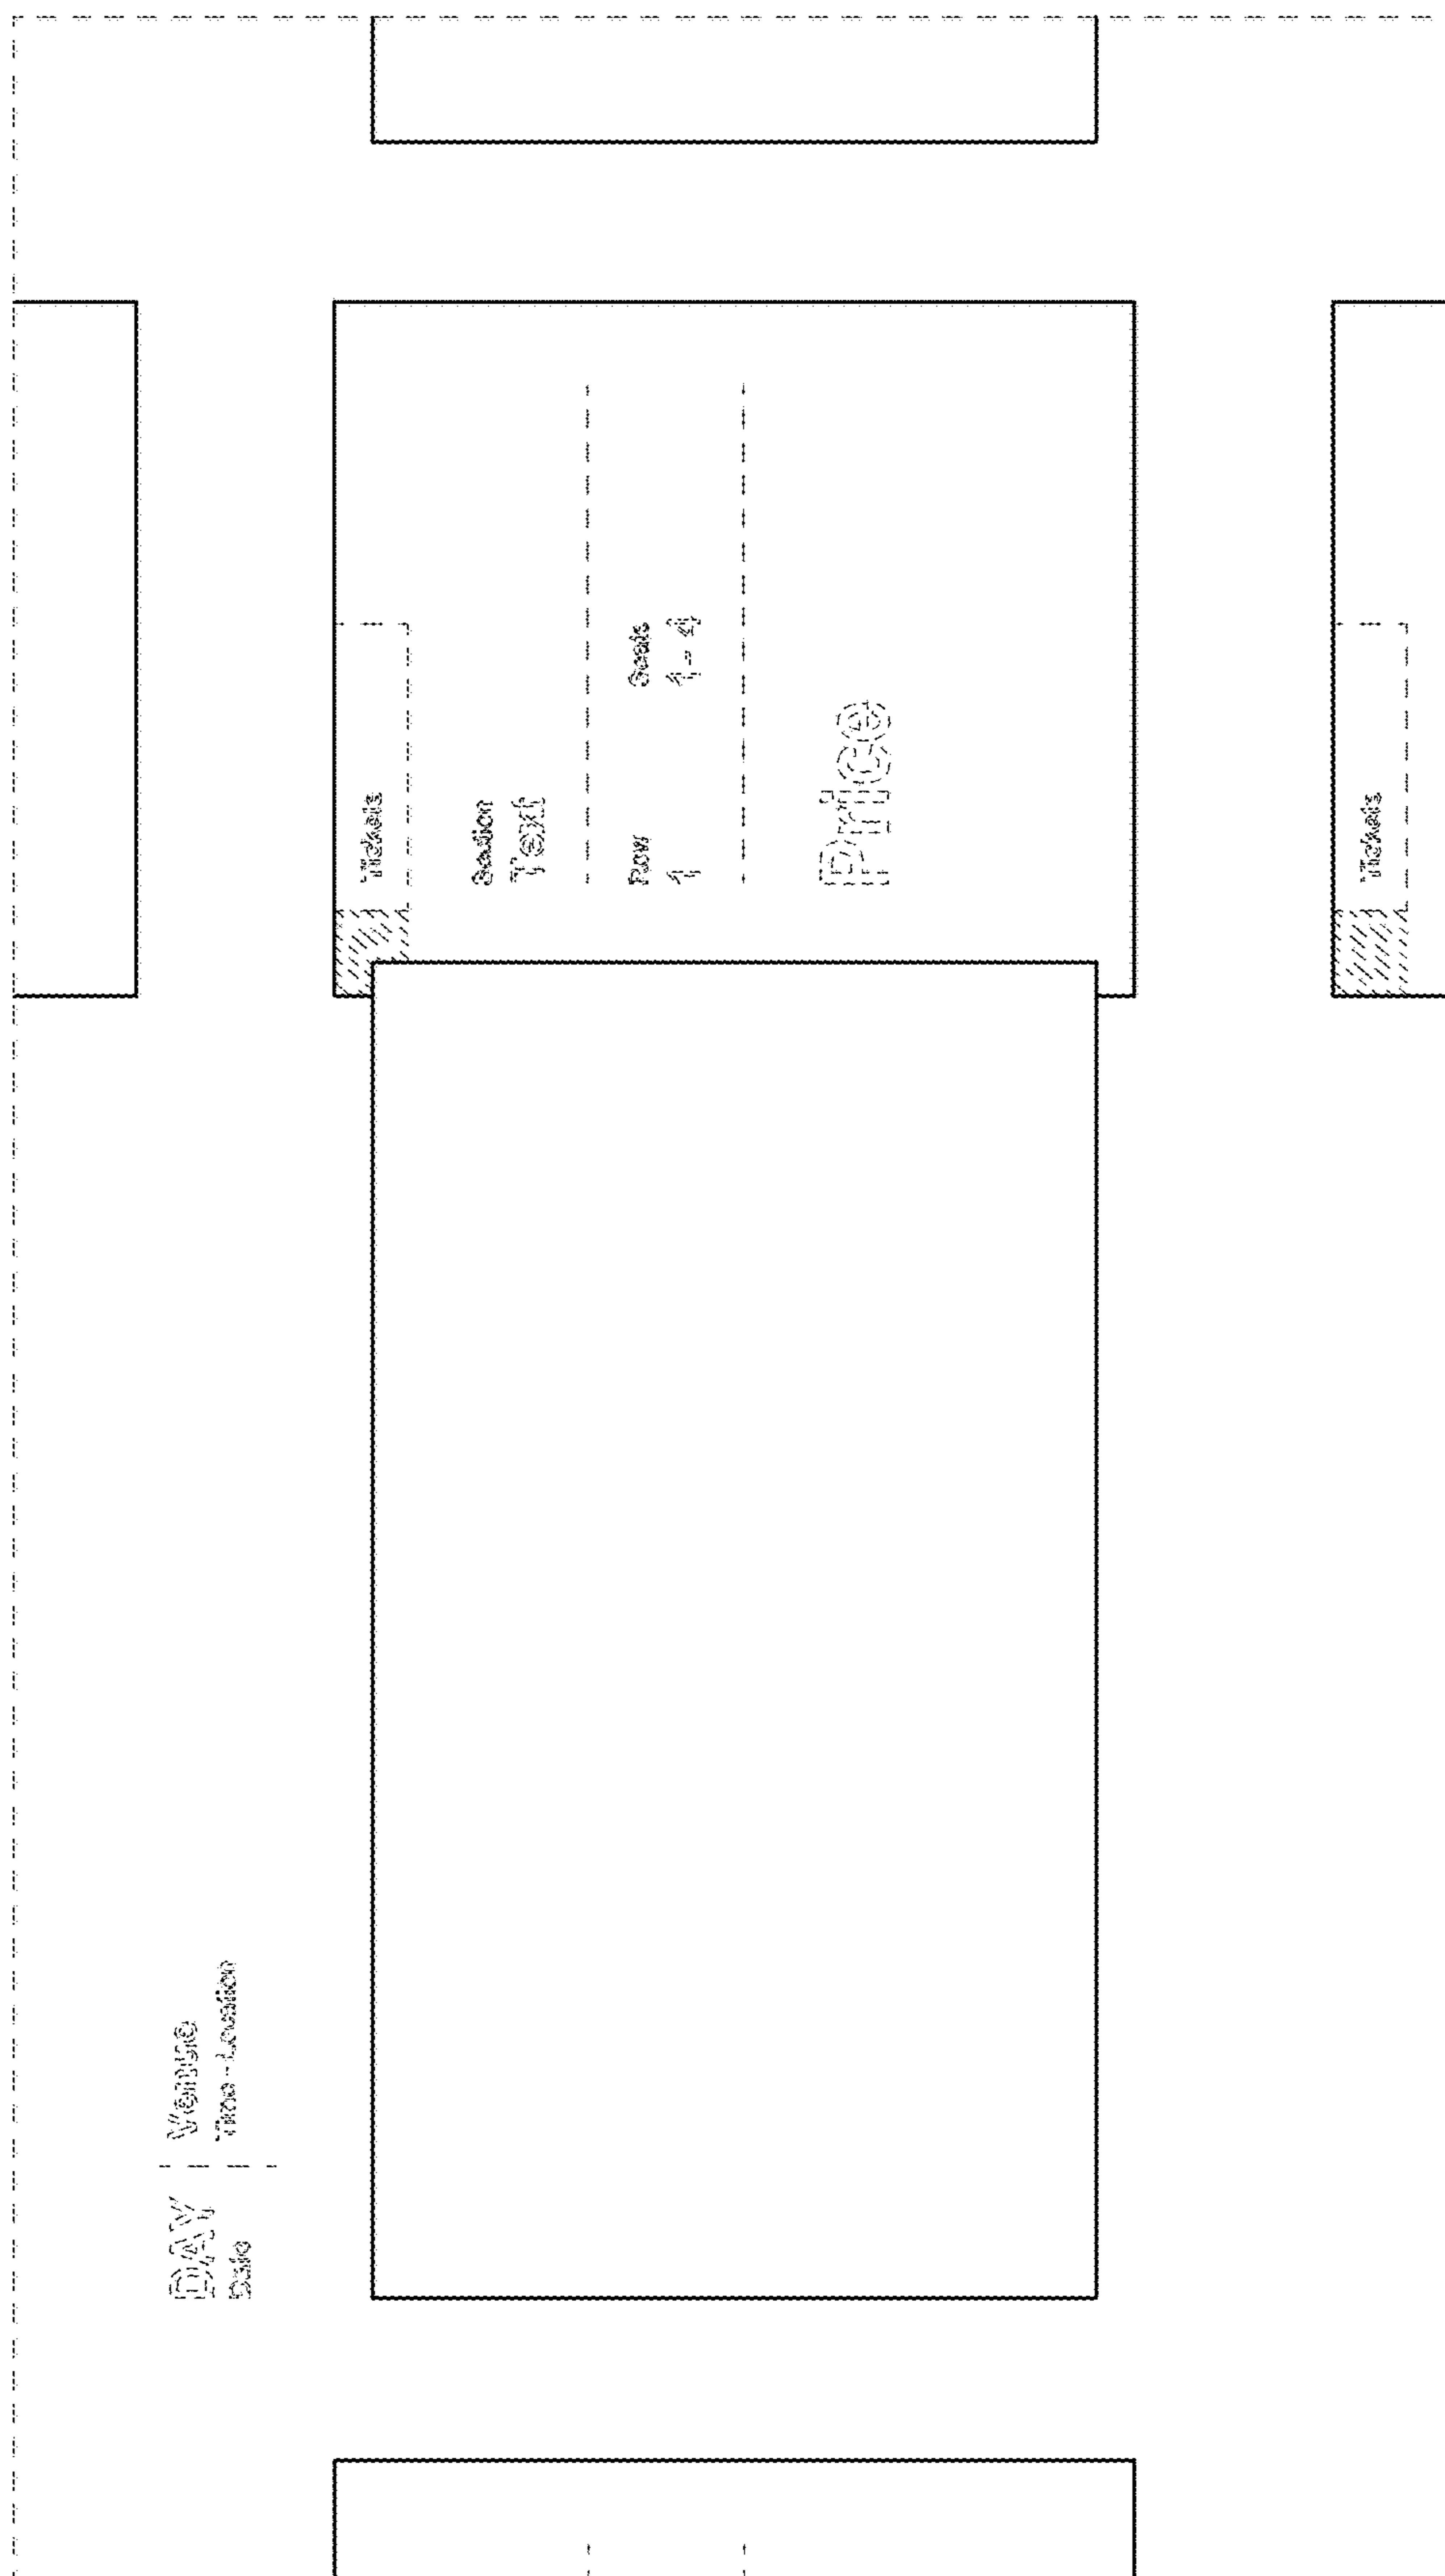 DAY
Date
Venue
Time - Location
Tickets
Section
Text
Row
1
Seats
1 - 4
Price
Tickets